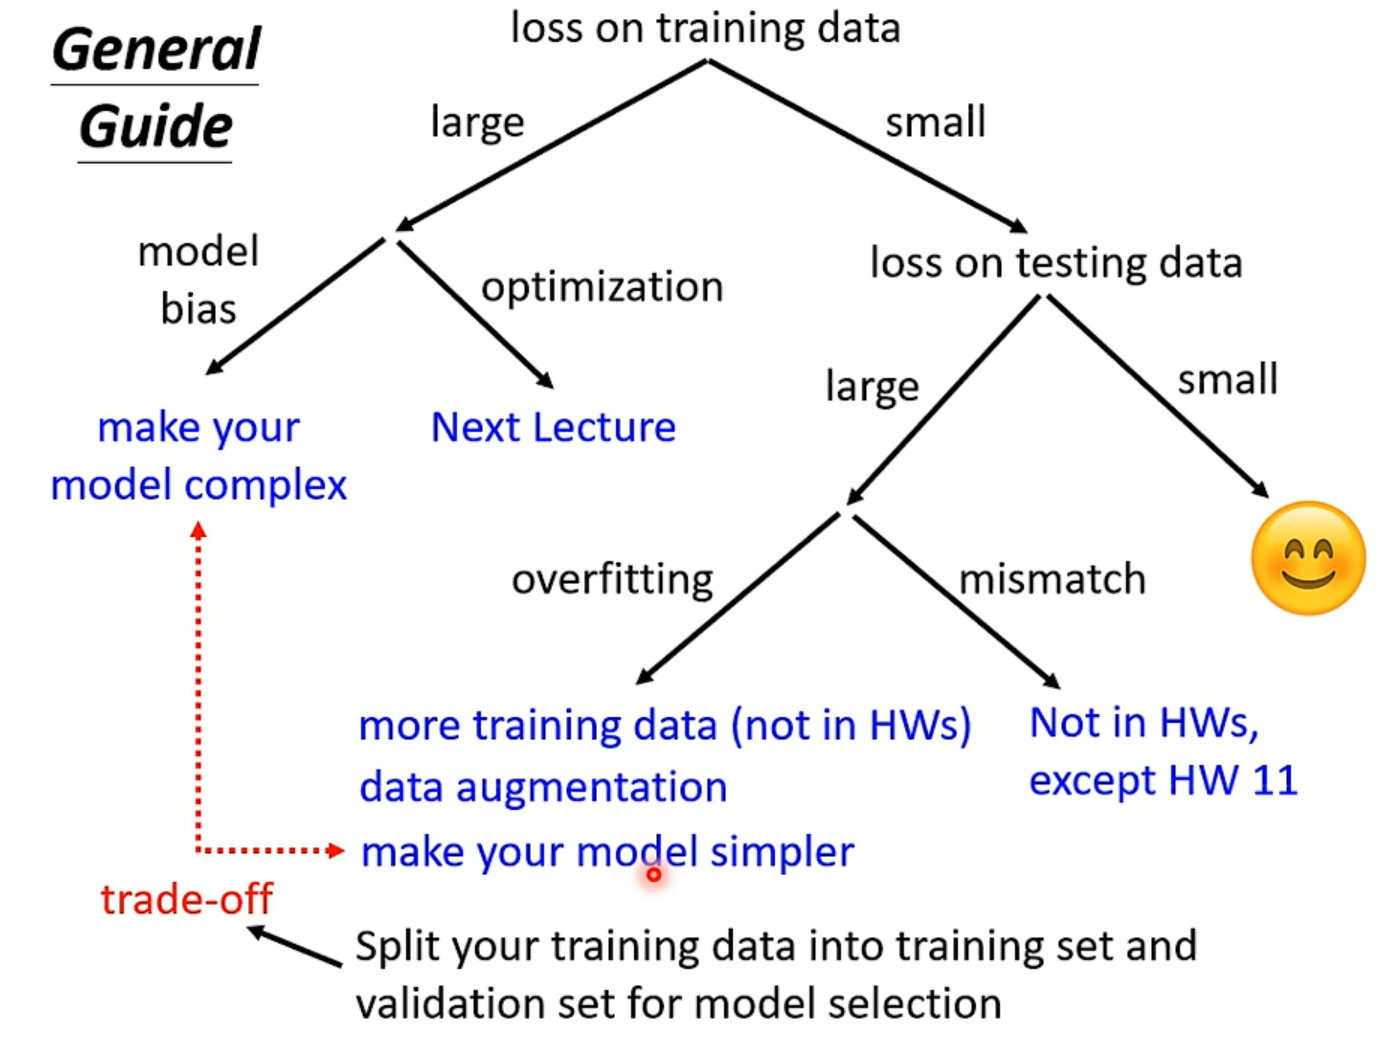 General
Guide
loss on training data
large
small
model
bias
optimization
loss on testing data
make your
model complex
Next Lecture
large
small
overfitting
mismatch
more training data (not in HWs)
data augmentation
make your model simpler
Not in HWs,
except HW 11
trade-off
Split your training data into training set and
validation set for model selection